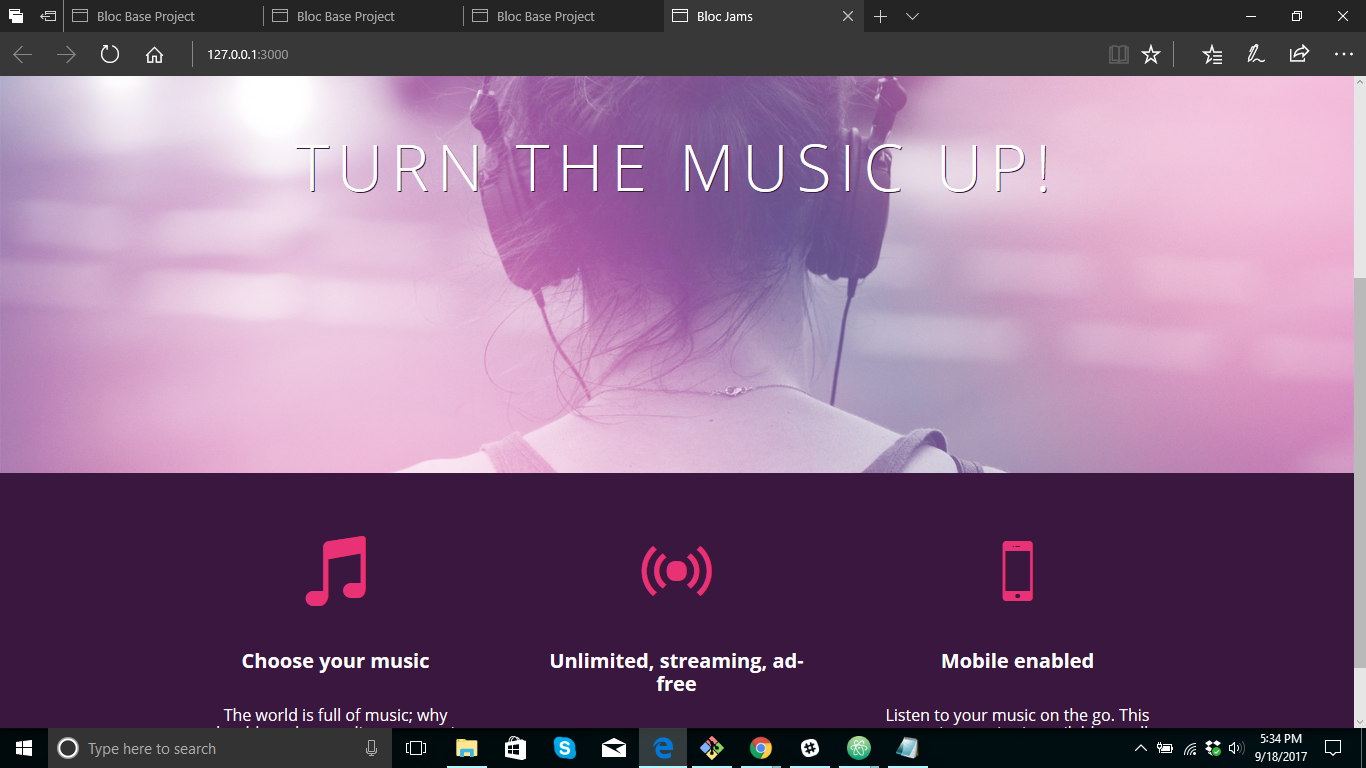 Bloc Base Project
Bloc Base Project
Bloc Base Project
Bloc Jams
127.0.0.1:3000
TURN THE MUSIC UP!
Choose your music
Unlimited, streaming, ad-
free
Mobile enabled
The world is full of music; why
Listen to your music on the go. This
Type here to search
5:34 PM
9/18/2017